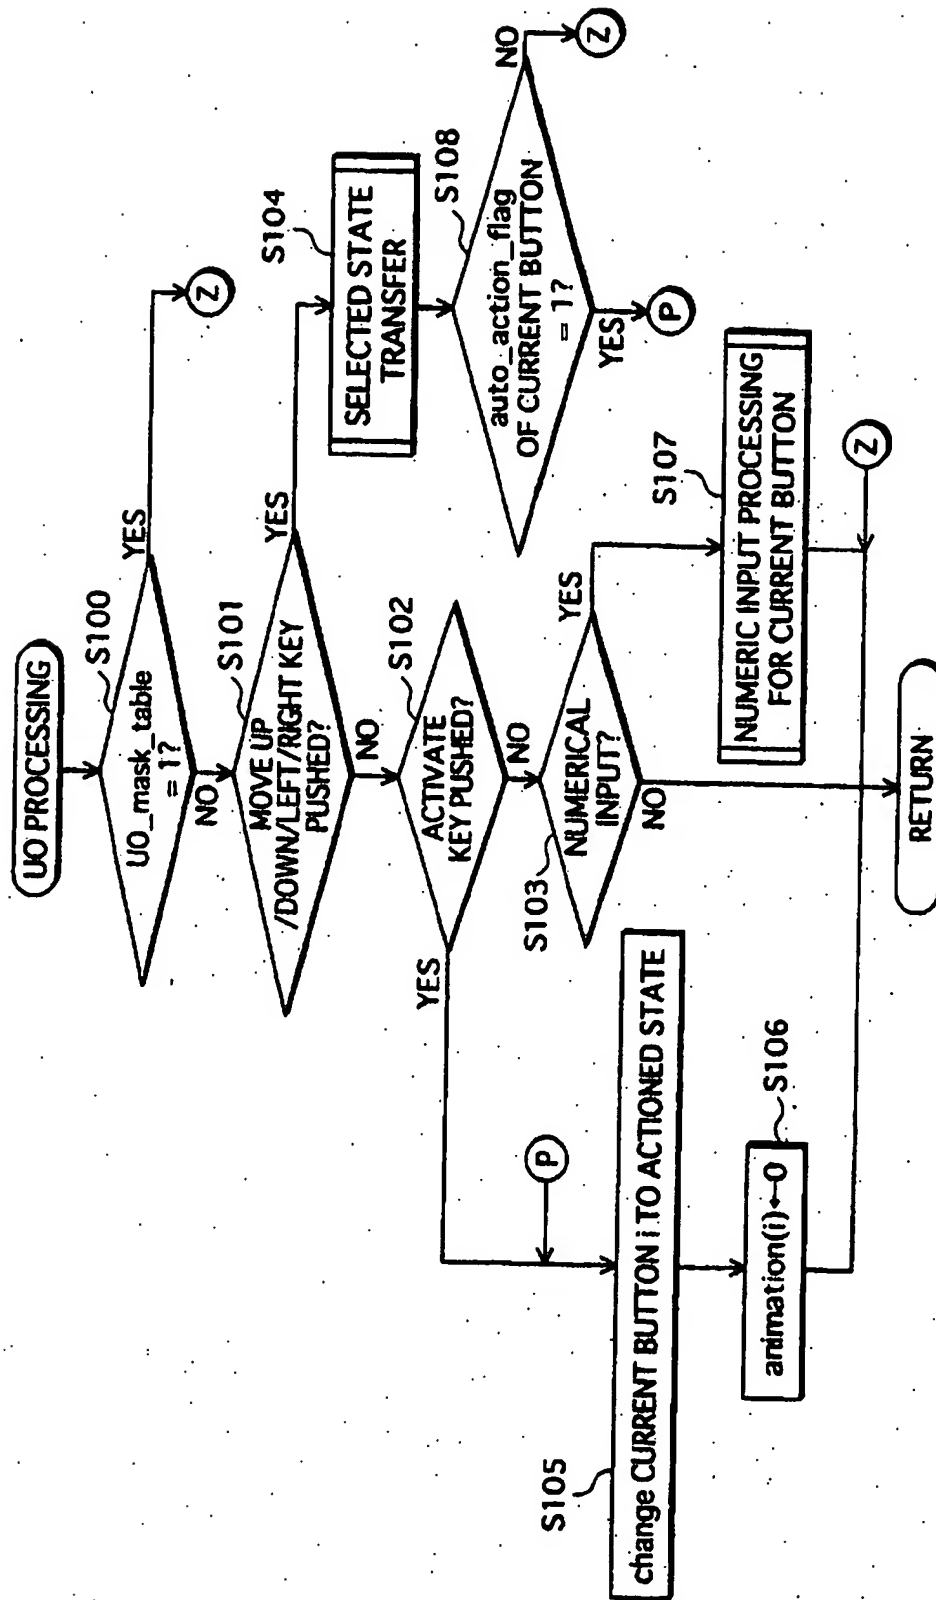 UO PROCESSING
S100
UO_mask_table
= 1?
YES
Z
NO
S101
MOVE UP
/DOWN/LEFT/RIGHT KEY
PUSHED?
YES
S104
SELECTED STATE
TRANSFER
S108
auto_action_flag
OF CURRENT BUTTON
= 1?
NO
Z
YES
P
NO
S102
ACTIVATE
KEY PUSHED?
YES
NO
S103
NUMERICAL
INPUT?
YES
NO
S107
NUMERIC INPUT PROCESSING
FOR CURRENT BUTTON
Z
P
S105
change CURRENT BUTTON i TO ACTIONED STATE
animation(i)←0
S106
RETURN